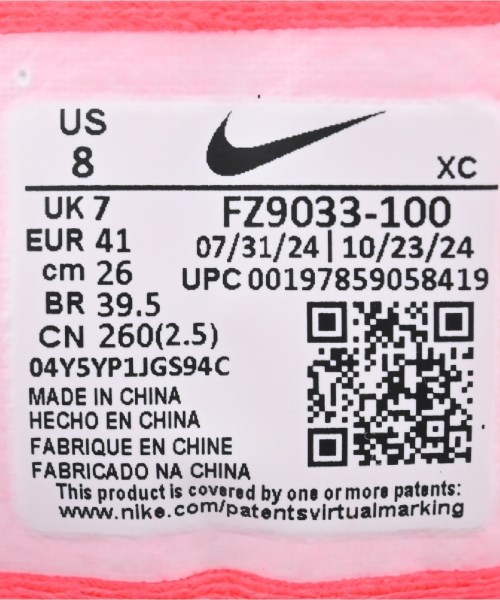 US
8
XC
UK 7
EUR 41
cm 26
BR 39.5
CN 260(2.5)
FZ9033-100
07/31/24 | 10/23/24
UPC 00197859058419
04Y5YP1JGS94C
MADE IN CHINA
HECHO EN CHINA
FABRIQUE EN CHINE
FABRICADO NA CHINA
This product is covered by one or more patents:
www.nike.com/patentsvirtualmarking